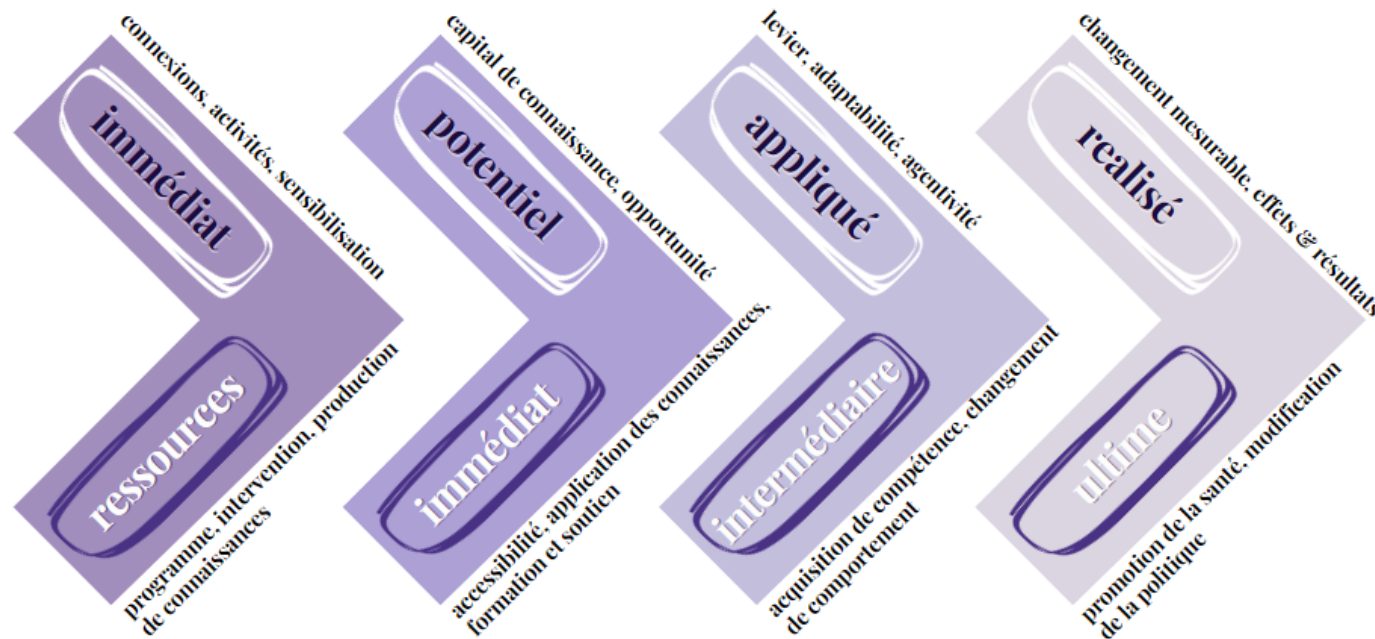 connexions, activités, sensibilisation
immédiat
ressources
programme, intervention, production
de connaissances
capital de connaissance, opportunité
potentiel
immédiat
accessibilité, application des connaissances,
formation et soutien
levier, adaptabilité, agentivité
appliqué
intermédiaire
acquisition de compétence, changement
de comportement
changement mesurable, effets & résultats
realisé
ultime
promotion de la santé, modification
de la politique